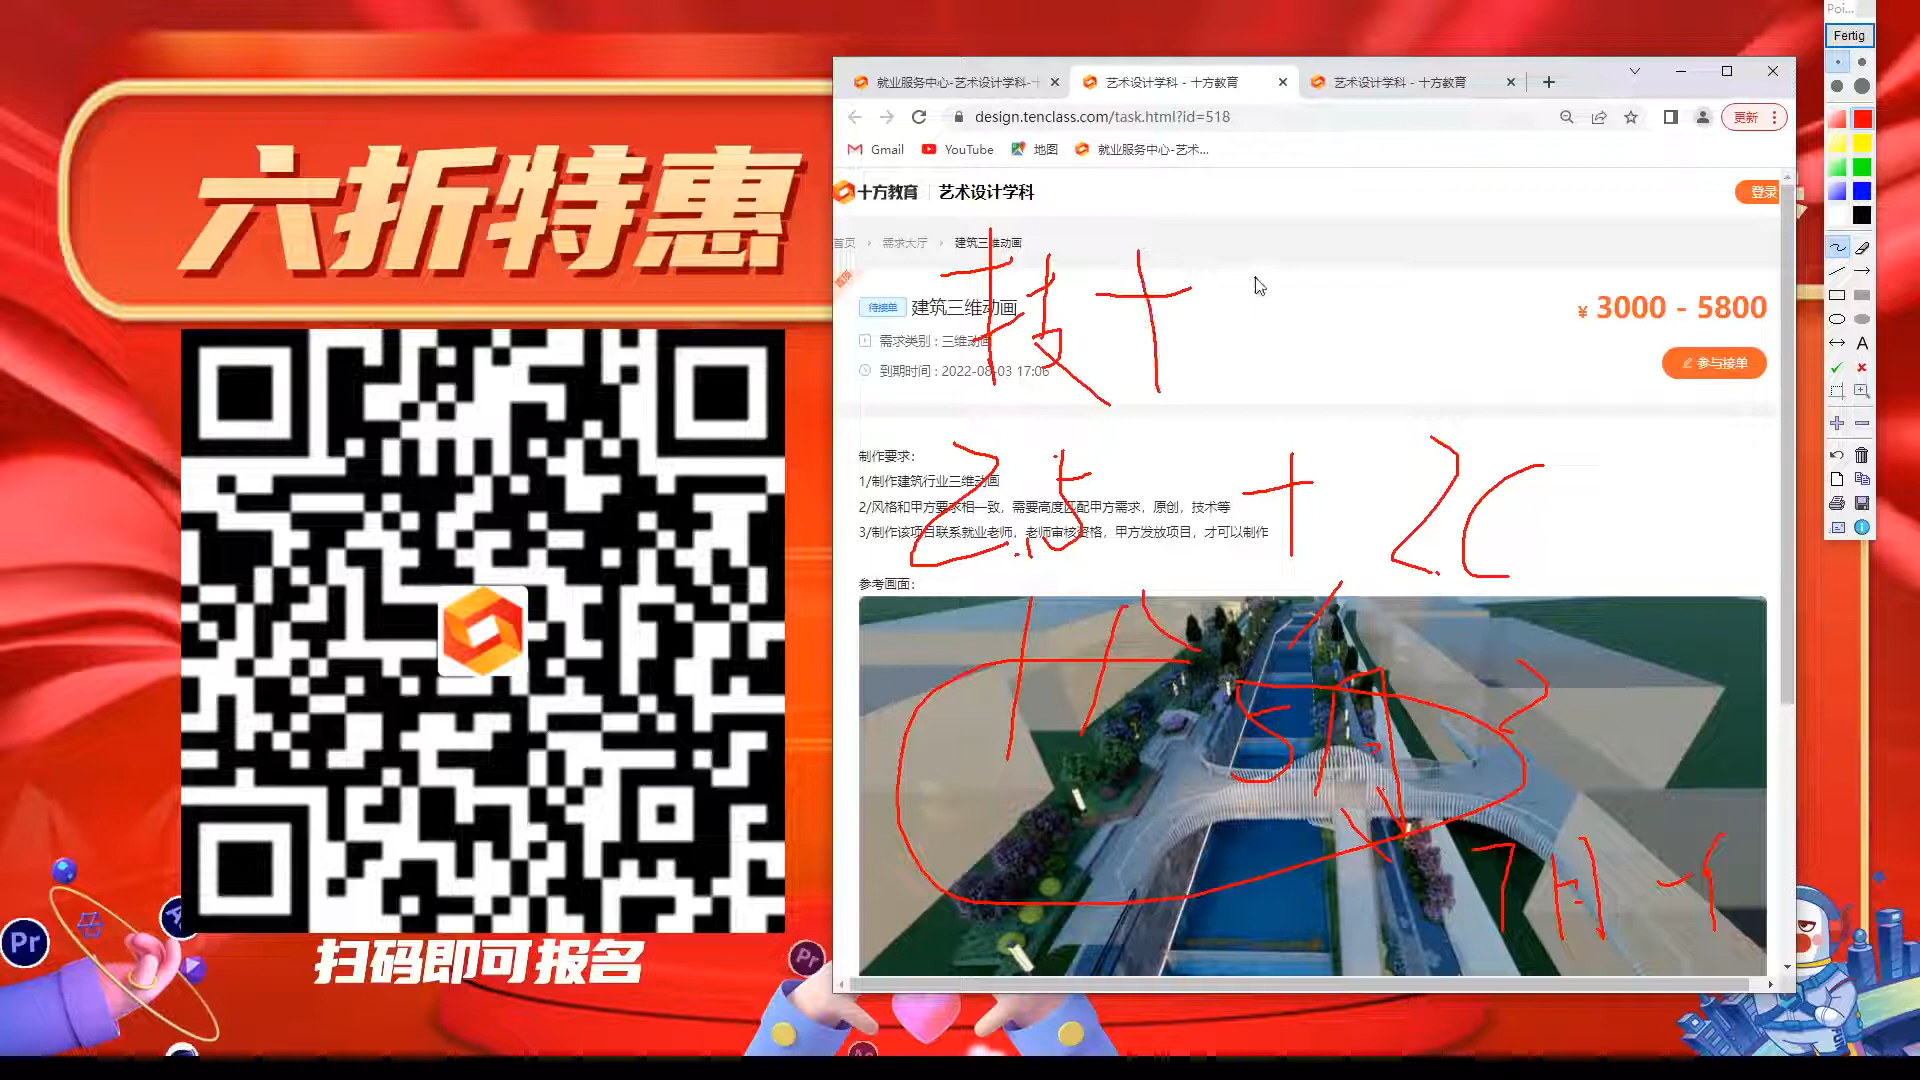 六折特惠
扫码即可报名
Pr
Pr
就业服务中心-艺术设计学科-十
艺术设计学科 - 十方教育
艺术设计学科 - 十方教育
design.tenclass.com/task.html?id=518
更新
Gmail
YouTube
地图
就业服务中心-艺术...
十方教育
艺术设计学科
登录
首页 › 需求大厅 › 建筑三维动画
待接单
建筑三维动画
¥ 3000 - 5800
需求类别：三维动画
到期时间：2022-08-03 17:06
参与接单
制作要求：
1/制作建筑行业三维动画
2/风格和甲方要求相一致，需要高度匹配甲方需求，原创，技术等
3/制作该项目联系就业老师，老师审核资格，甲方发放项目，才可以制作
参考画面：
技+
2.5 + 2.
5月
7月
Poi...
Fertig
A